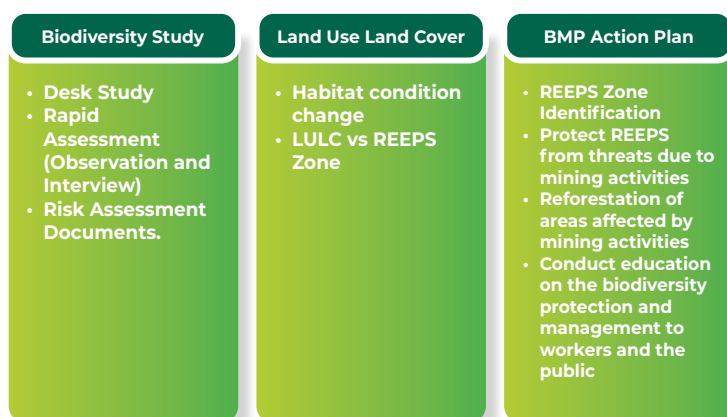 Biodiversity Study
• Desk Study
• Rapid
Assessment
(Observation and
Interview)
• Risk Assessment
Documents.
Land Use Land Cover
• Habitat condition
change
• LULC vs REEPS
Zone
BMP Action Plan
• REEPS Zone
Identification
• Protect REEPS
from threats due to
mining activities
• Reforestation of
areas affected by
mining activities
• Conduct education
on the biodiversity
protection and
management to
workers and the
public